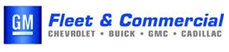 GM Fleet & Commercial
CHEVROLET • BUICK • GMC • CADILLAC